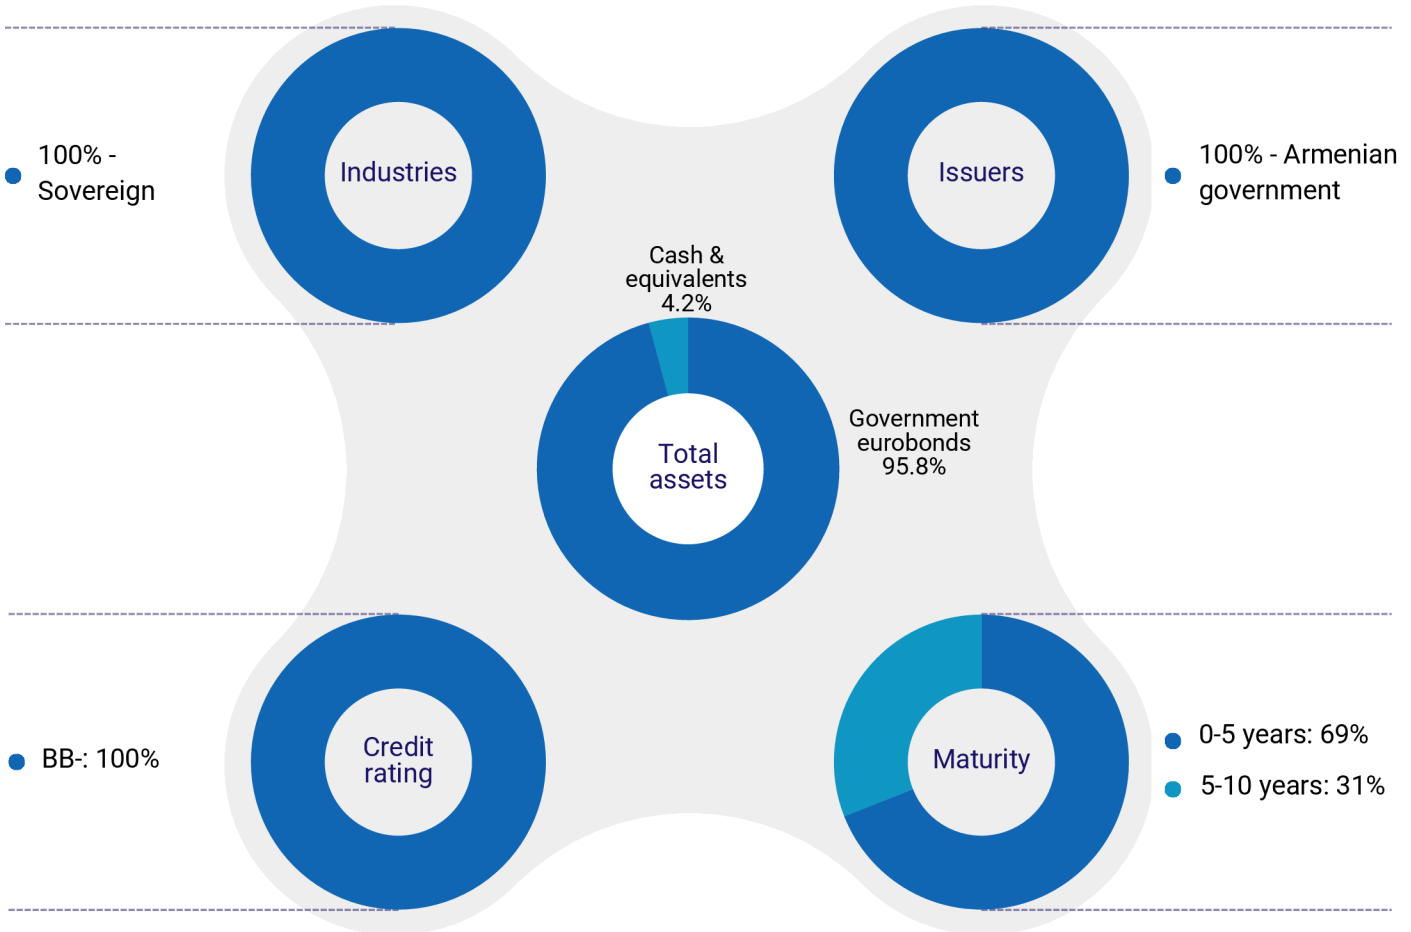 Industries
100% -
Sovereign
Issuers
100% - Armenian
government
Cash &
equivalents
4.2%
Total
assets
Government
eurobonds
95.8%
Credit
rating
BB-: 100%
Maturity
0-5 years: 69%
5-10 years: 31%